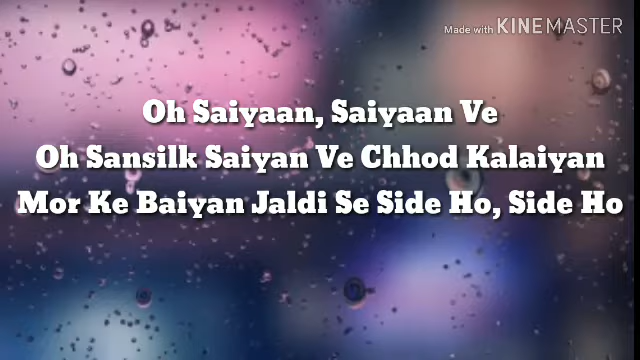 Made with KINEMASTER
Oh Saiyaan, Saiyaan Ve
Oh Sansilk Saiyan Ve Chhod Kalaiyan
Mor Ke Baiyan Jaldi Se Side Ho, Side Ho